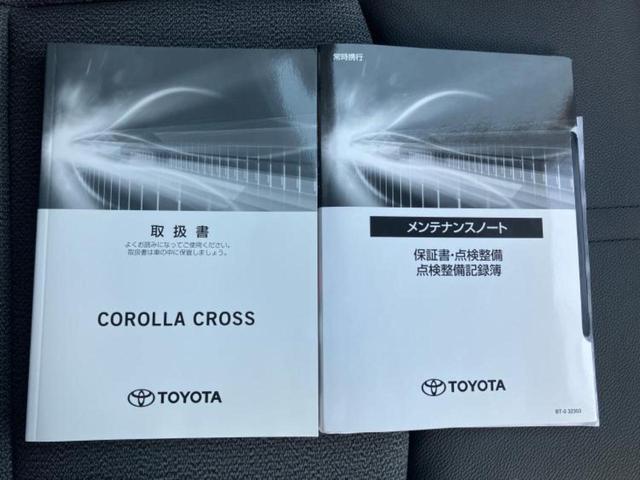 取扱書
よくお読みになってご使用ください。
取扱書は車の中に保管しましょう。
COROLLA CROSS
TOYOTA
常時携行
メンテナンスノート
保証書・点検整備
点検整備記録簿
TOYOTA